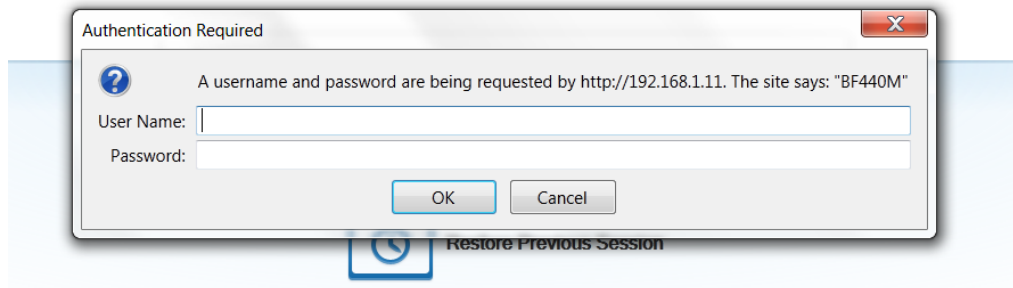 Authentication Required
A username and password are being requested by http://192.168.1.11. The site says: "BF440M"
User Name:
Password:
OK Cancel
Restore Previous Session